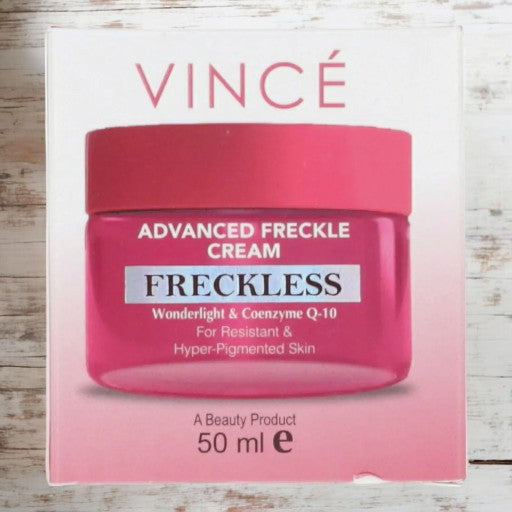 VINCÉ
ADVANCED FRECKLE
CREAM
FRECKLESS
Wonderlight & Coenzyme Q-10
For Resistant &
Hyper-Pigmented Skin
A Beauty Product
50 ml e